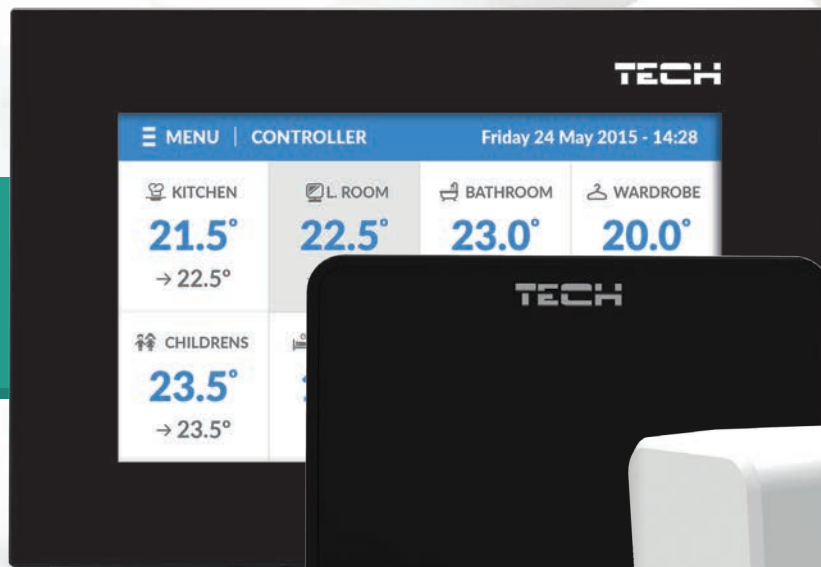 TECH
MENU | CONTROLLER Friday 24 May 2015 - 14:28
KITCHEN L. ROOM BATHROOM WARDROBE
21.5° 22.5° 23.0° 20.0°
→ 22.5°
TECH
CHILDRENS
23.5°
→ 23.5°